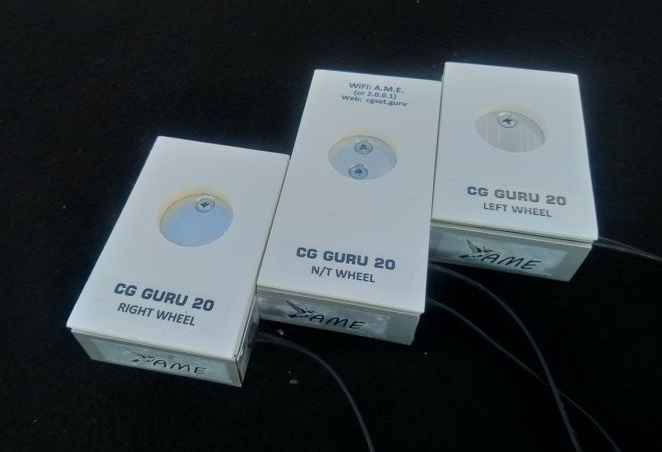 CG GURU 20
RIGHT WHEEL
AME
WIFI: A.M.E.
(or 2.0.0.1)
Web: cgset.guru
CG GURU 20
N/T WHEEL
AME
CG GURU 20
LEFT WHEEL
AME